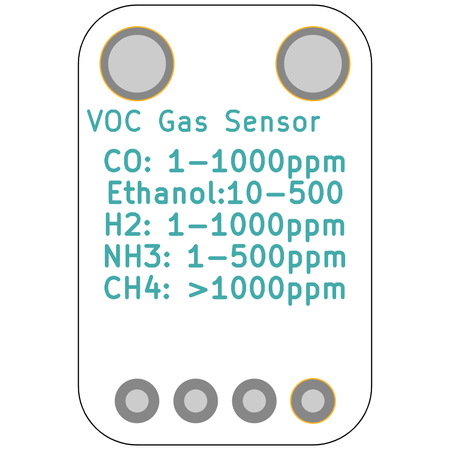 VOC Gas Sensor
CO: 1-1000ppm
Ethanol:10-500
H2: 1-1000ppm
NH3: 1-500ppm
CH4: >1000ppm